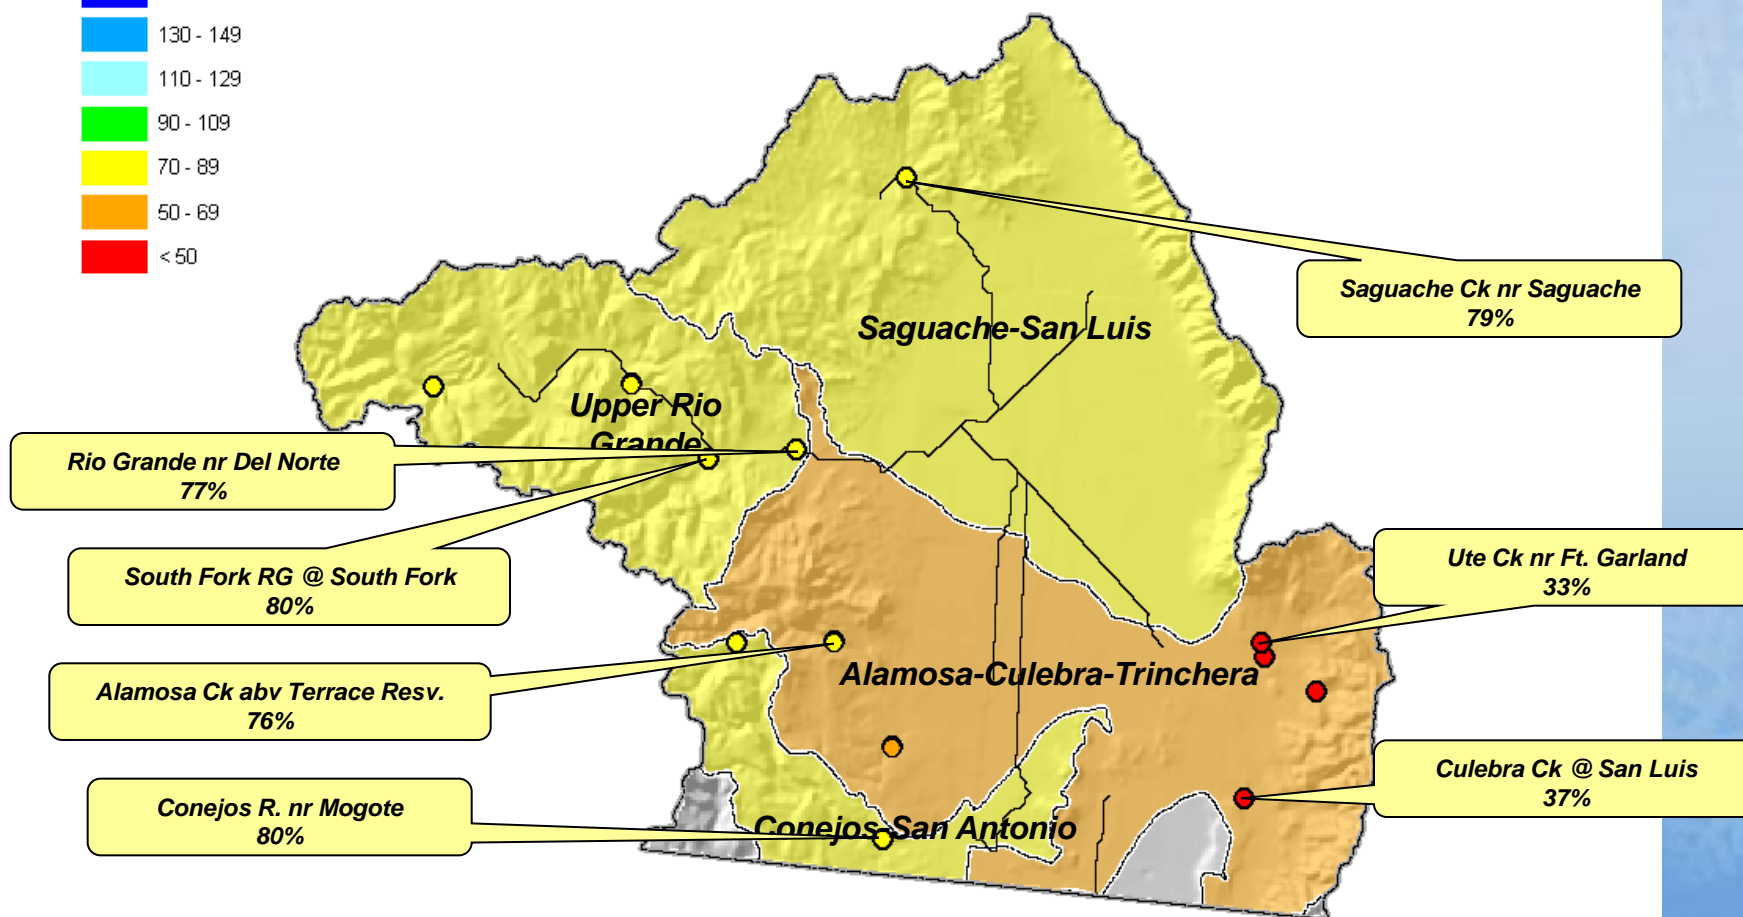 130 - 149
110 - 129
90 - 109
70 - 89
50 - 69
< 50
Saguache Ck nr Saguache
79%
Saguache-San Luis
Upper Rio
Grande
Rio Grande nr Del Norte
77%
South Fork RG @ South Fork
80%
Ute Ck nr Ft. Garland
33%
Alamosa-Culebra-Trinchera
Alamosa Ck abv Terrace Resv.
76%
Culebra Ck @ San Luis
37%
Conejos R. nr Mogote
80%
Conejos-San Antonio